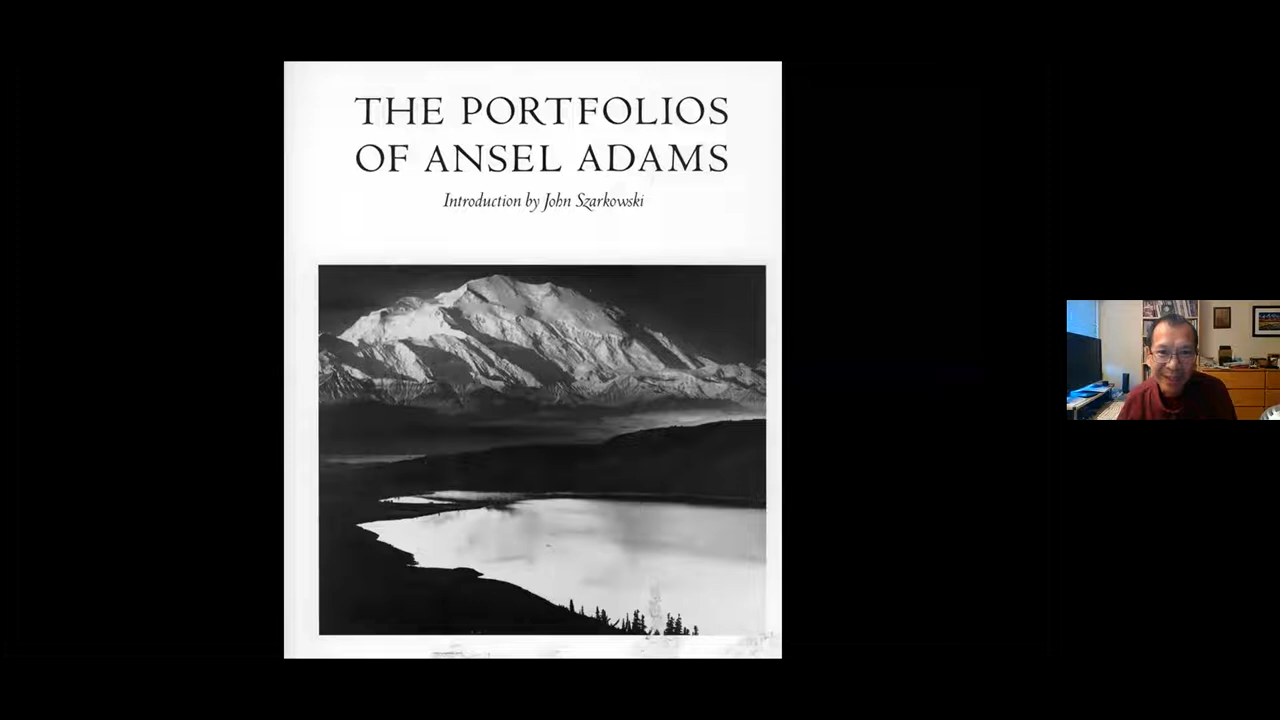 THE PORTFOLIOS
OF ANSEL ADAMS
Introduction by John Szarkowski